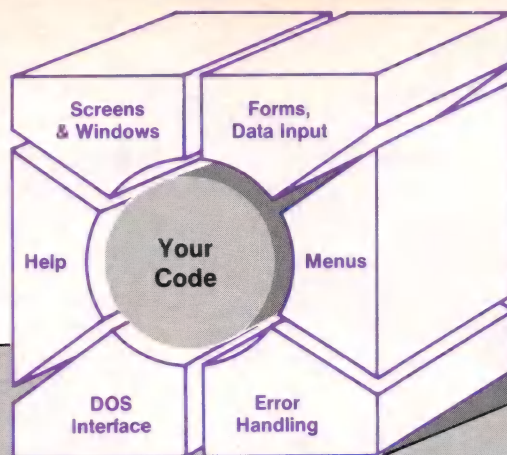 Screens
& Windows
Forms,
Data Input
Help
Your
Code
Menus
DOS
Interface
Error
Handling